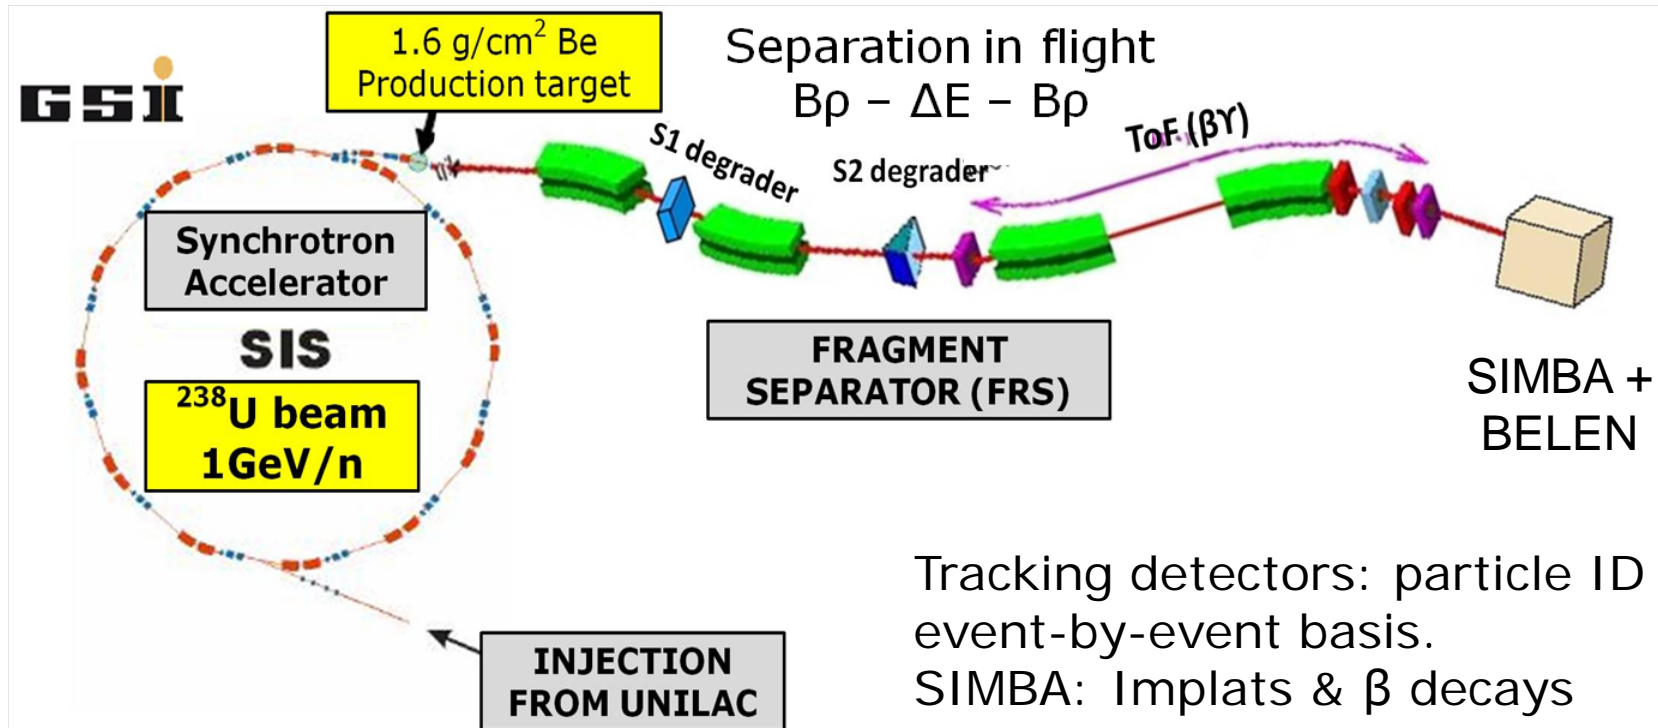 GSI
1.6 g/cm² Be
Production target
Separation in flight
Bρ – ΔE – Bρ
S1 degrader
S2 degrader
ToF (βϒ)
Synchrotron
Accelerator
SIS
²³⁸U beam
1GeV/n
FRAGMENT
SEPARATOR (FRS)
SIMBA +
BELEN
INJECTION
FROM UNILAC
Tracking detectors: particle ID
event-by-event basis.
SIMBA: Implats & β decays